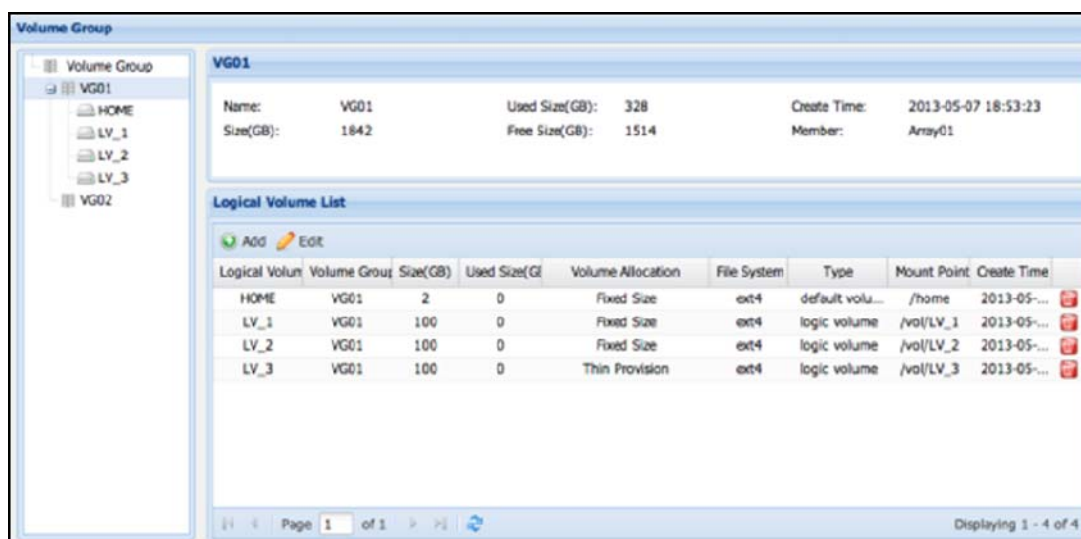 Volume Group
Volume Group
VG01
HOME
LV_1
LV_2
LV_3
VG02
VG01
Name: VG01 Used Size(GB): 328 Create Time: 2013-05-07 18:53:23
Size(GB): 1842 Free Size(GB): 1514 Member: Array01
Logical Volume List
Add Edit
Logical Volum Volume Group Size(GB) Used Size(GB Volume Allocation File System Type Mount Point Create Time
HOME VG01 2 0 Fixed Size ext4 default volu... /home 2013-05-...
LV_1 VG01 100 0 Fixed Size ext4 logic volume /vol/LV_1 2013-05-...
LV_2 VG01 100 0 Fixed Size ext4 logic volume /vol/LV_2 2013-05-...
LV_3 VG01 100 0 Thin Provision ext4 logic volume /vol/LV_3 2013-05-...
Page 1 of 1 Displaying 1 - 4 of 4